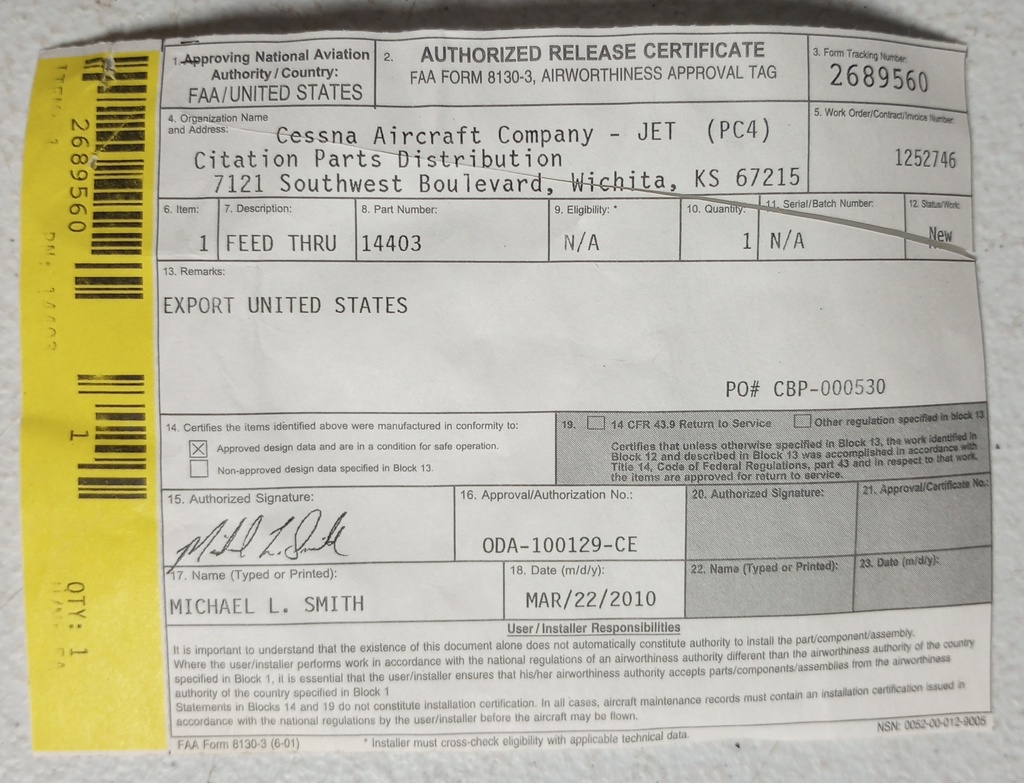 1. Approving National Aviation
Authority / Country:
FAA/UNITED STATES
2.
AUTHORIZED RELEASE CERTIFICATE
FAA FORM 8130-3, AIRWORTHINESS APPROVAL TAG
3. Form Tracking Number:
2689560
4. Organization Name
and Address:
Cessna Aircraft Company - JET (PC4)
Citation Parts Distribution
7121 Southwest Boulevard, Wichita, KS 67215
5. Work Order/Contract/Invoice Number:
1252746
6. Item:
1
7. Description:
FEED THRU
8. Part Number:
14403
9. Eligibility: *
N/A
10. Quantity:
1
11. Serial/Batch Number:
N/A
12. Status/Work:
New
13. Remarks:
EXPORT UNITED STATES
PO# CBP-000530
14. Certifies the items identified above were manufactured in conformity to:
Approved design data and are in a condition for safe operation.
Non-approved design data specified in Block 13.
19. 14 CFR 43.9 Return to Service Other regulation specified in block 13
Certifies that unless otherwise specified in Block 13, the work identified in
Block 12 and described in Block 13 was accomplished in accordance with
Title 14, Code of Federal Regulations, part 43 and in respect to that work,
the items are approved for return to service.
15. Authorized Signature:
16. Approval/Authorization No.:
ODA-100129-CE
20. Authorized Signature:
21. Approval/Certificate No.:
17. Name (Typed or Printed):
MICHAEL L. SMITH
18. Date (m/d/y):
MAR/22/2010
22. Name (Typed or Printed):
23. Date (m/d/y):
User / Installer Responsibilities
It is important to understand that the existence of this document alone does not automatically constitute authority to install the part/component/assembly.
Where the user/installer performs work in accordance with the national regulations of an airworthiness authority different than the airworthiness authority of the country
specified in Block 1, it is essential that the user/installer ensures that his/her airworthiness authority accepts parts/components/assemblies from the airworthiness
authority of the country specified in Block 1
Statements in Blocks 14 and 19 do not constitute installation certification. In all cases, aircraft maintenance records must contain an installation certification issued in
accordance with the national regulations by the user/installer before the aircraft may be flown.
FAA Form 8130-3 (6-01)
* Installer must cross-check eligibility with applicable technical data.
NSN: 0052-00-012-9005
2689560
1
QTY: 1